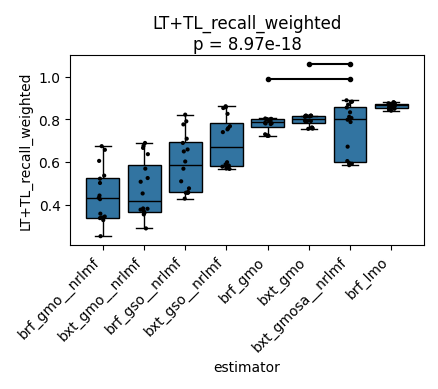 LT+TL_recall_weighted
p = 8.97e-18
LT+TL_recall_weighted
1.0
0.8
0.6
0.4
brf_gmo__nrlmf
bxt_gmo__nrlmf
brf_gso__nrlmf
bxt_gso__nrlmf
brf_gmo
bxt_gmo
bxt_gmosa__nrlmf
brf_lmo
estimator